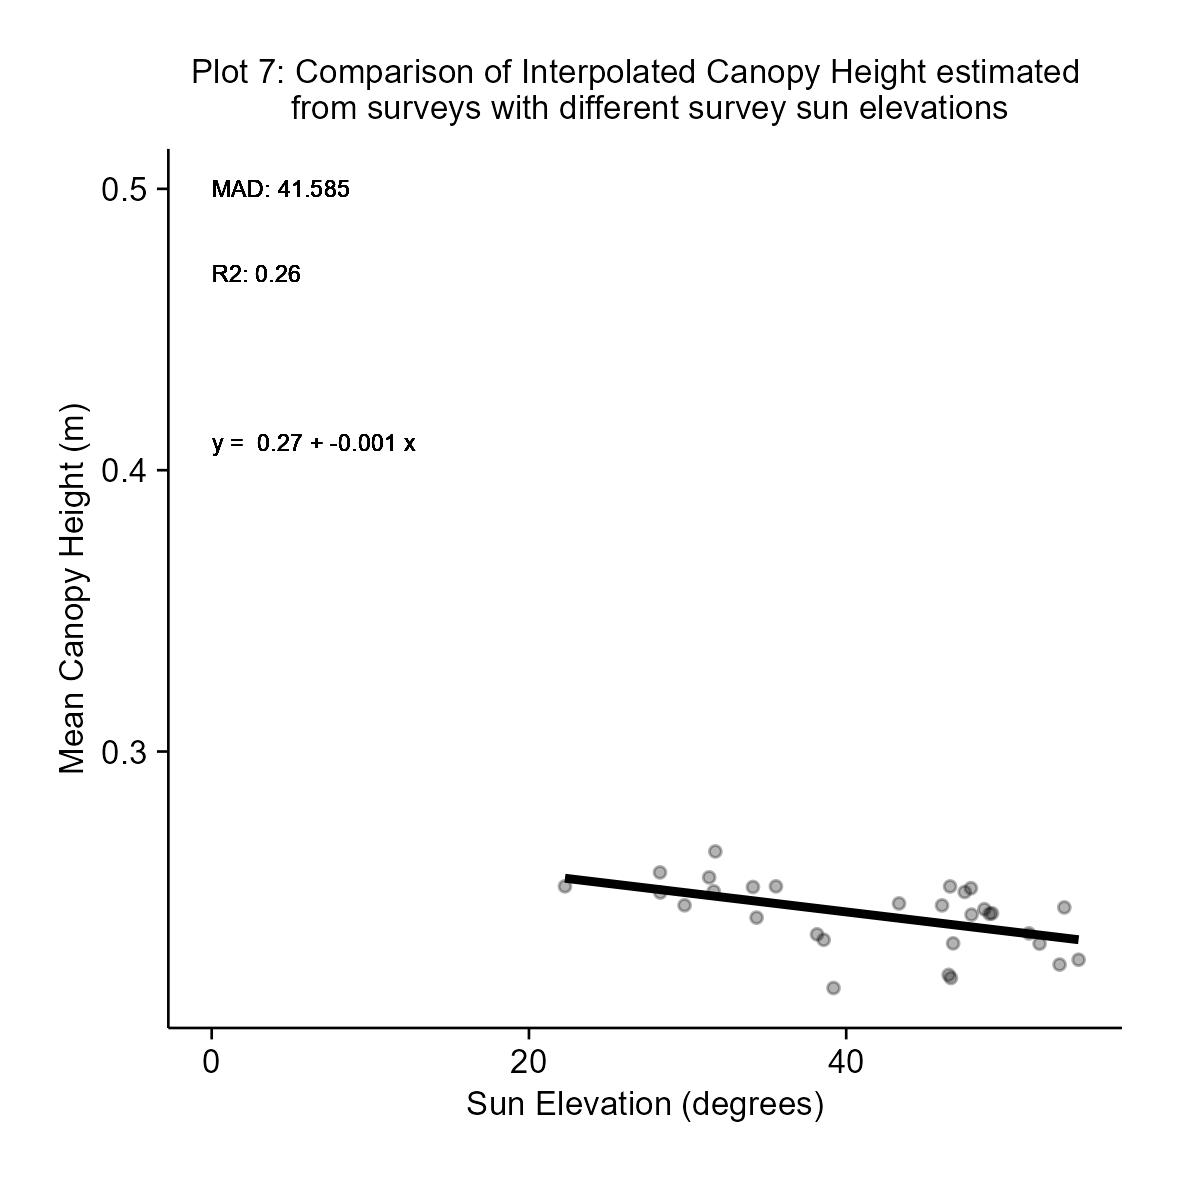 Plot 7: Comparison of Interpolated Canopy Height estimated
from surveys with different survey sun elevations
MAD: 41.585
R2: 0.26
y =  0.27 + -0.001 x
Mean Canopy Height (m)
0.5
0.4
0.3
0
20
40
Sun Elevation (degrees)